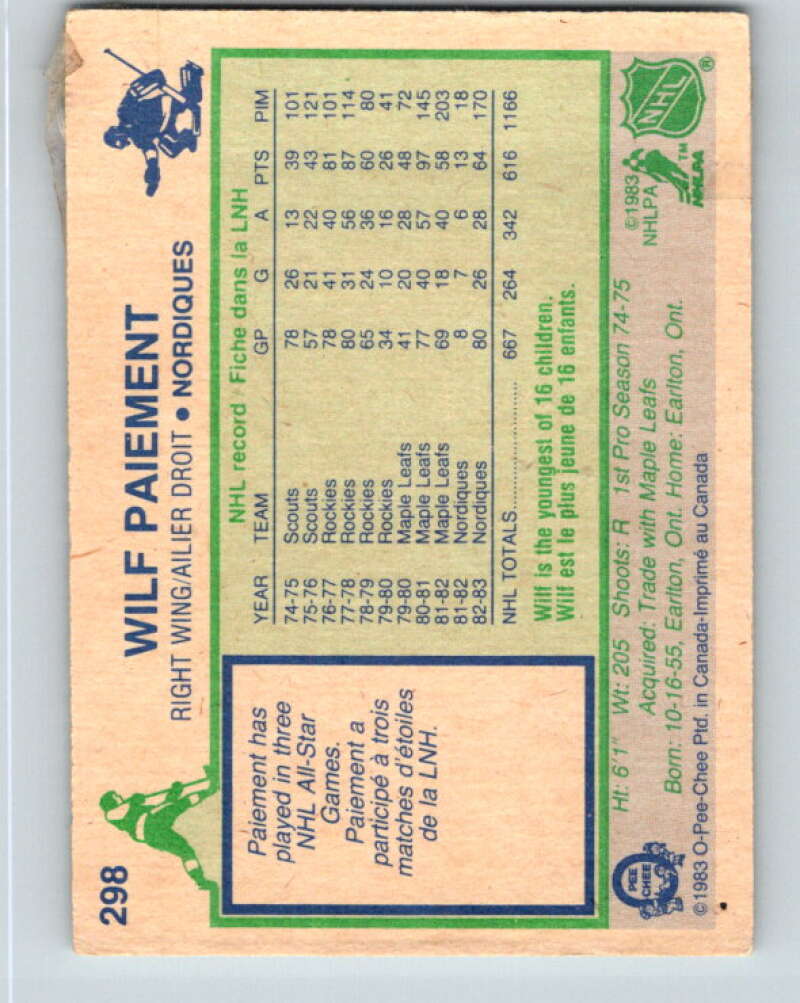 298
WILF PAIEMENT
RIGHT WING/AILIER DROIT • NORDIQUES
Paiement has
played in three
NHL All-Star
Games.
Paiement a
participé à trois
matches d'étoiles
de la LNH.
NHL record / Fiche dans la LNH
YEAR TEAM GP G A PTS PIM
74-75 Scouts 78 26 13 39 101
75-76 Scouts 57 21 22 43 121
76-77 Rockies 78 41 40 81 101
77-78 Rockies 80 31 56 87 114
78-79 Rockies 65 24 36 60 80
79-80 Rockies 34 10 16 26 41
79-80 Maple Leafs 41 20 28 48 72
80-81 Maple Leafs 77 40 57 97 145
81-82 Maple Leafs 69 18 40 58 203
81-82 Nordiques 8 7 6 13 18
82-83 Nordiques 80 26 28 64 170
NHL TOTALS.................... 667 264 342 616 1166
Wilf is the youngest of 16 children.
Wilf est le plus jeune de 16 enfants.
Ht: 6'1" Wt: 205 Shoots: R 1st Pro Season 74-75
Acquired: Trade with Maple Leafs
Born: 10-16-55, Earlton, Ont. Home: Earlton, Ont.
©1983 O-Pee-Chee Ptd. in Canada-Imprimé au Canada
O
PEE
CHEE
©1983
NHLPA
NHL ®
NHLPA ™